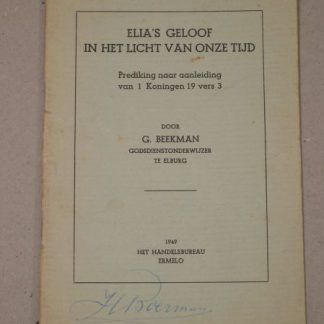 ELIA'S GELOOF
IN HET LICHT VAN ONZE TIJD
Prediking naar aanleiding
van 1 Koningen 19 vers 3
DOOR
G. BEEKMAN
GODSDIENSTONDERWIJZER
TE ELBURG
1949
HET HANDELSBUREAU
ERMELO